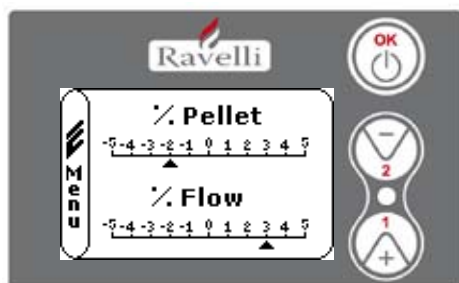 Ravelli
OK
% Pellet
-5 -4 -3 -2 -1 0 1 2 3 4 5
Menu
% Flow
-5 -4 -3 -2 -1 0 1 2 3 4 5
−
2
1
+